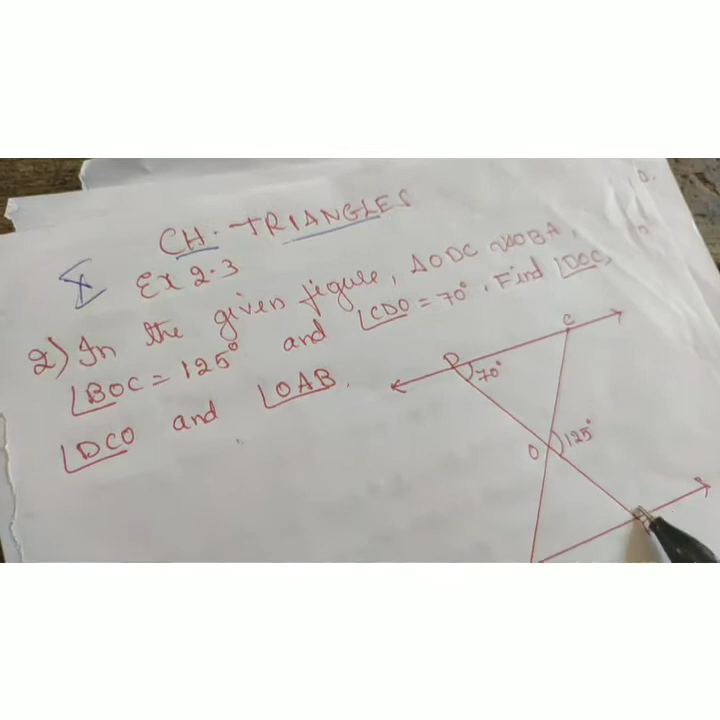 CH. TRIANGLES
X Ex 2.3
2) In the given figure, ΔODC ~ ΔOBA,
∠BOC = 125° and ∠CDO = 70°. Find ∠DOC,
∠DCO and ∠OAB.
C
D
70°
O
125°